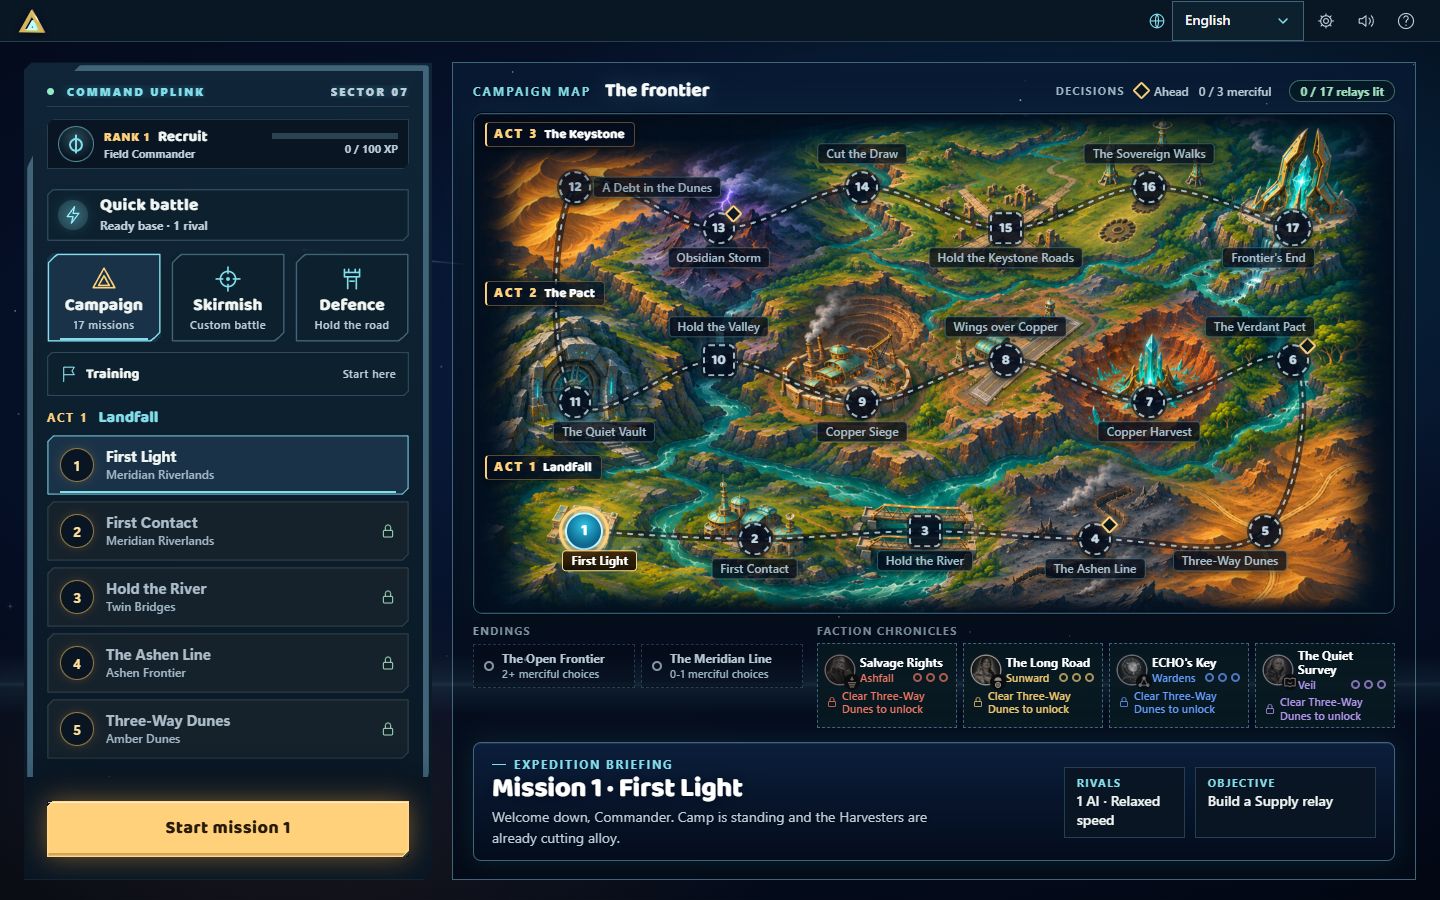 English
COMMAND UPLINK
SECTOR 07
RANK 1 Recruit
Field Commander
0 / 100 XP
Quick battle
Ready base · 1 rival
Campaign
17 missions
Skirmish
Custom battle
Defence
Hold the road
Training
Start here
ACT 1 Landfall
1
First Light
Meridian Riverlands
2
First Contact
Meridian Riverlands
3
Hold the River
Twin Bridges
4
The Ashen Line
Ashen Frontier
5
Three-Way Dunes
Amber Dunes
Start mission 1
CAMPAIGN MAP The frontier
DECISIONS Ahead 0 / 3 merciful
0 / 17 relays lit
ACT 3 The Keystone
12
A Debt in the Dunes
13
Obsidian Storm
Cut the Draw
14
15
Hold the Keystone Roads
The Sovereign Walks
16
17
Frontier's End
ACT 2 The Pact
11
The Quiet Vault
Hold the Valley
10
9
Copper Siege
Wings over Copper
8
7
Copper Harvest
The Verdant Pact
6
ACT 1 Landfall
1
First Light
2
First Contact
3
Hold the River
4
The Ashen Line
5
Three-Way Dunes
ENDINGS
The Open Frontier
2+ merciful choices
The Meridian Line
0-1 merciful choices
FACTION CHRONICLES
Salvage Rights
Ashfall
Clear Three-Way
Dunes to unlock
The Long Road
Sunward
Clear Three-Way
Dunes to unlock
ECHO's Key
Wardens
Clear Three-Way
Dunes to unlock
The Quiet
Survey
Veil
Clear Three-Way
Dunes to unlock
— EXPEDITION BRIEFING
Mission 1 · First Light
Welcome down, Commander. Camp is standing and the Harvesters are
already cutting alloy.
RIVALS
1 AI · Relaxed
speed
OBJECTIVE
Build a Supply relay